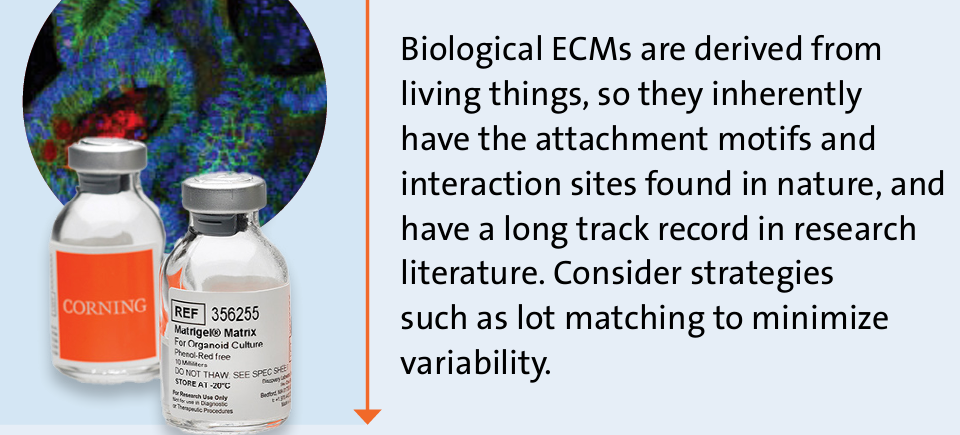 Biological ECMs are derived from
living things, so they inherently
have the attachment motifs and
interaction sites found in nature, and
have a long track record in research
literature. Consider strategies
such as lot matching to minimize
variability.
CORNING
REF 356255
Matrigel® Matrix
For Organoid Culture
Phenol-Red free
10 Milliliters
DO NOT THAW: SEE SPEC SHEET
STORE AT -20°C
For Research Use Only
Not for use in Diagnostic
or Therapeutic Procedures